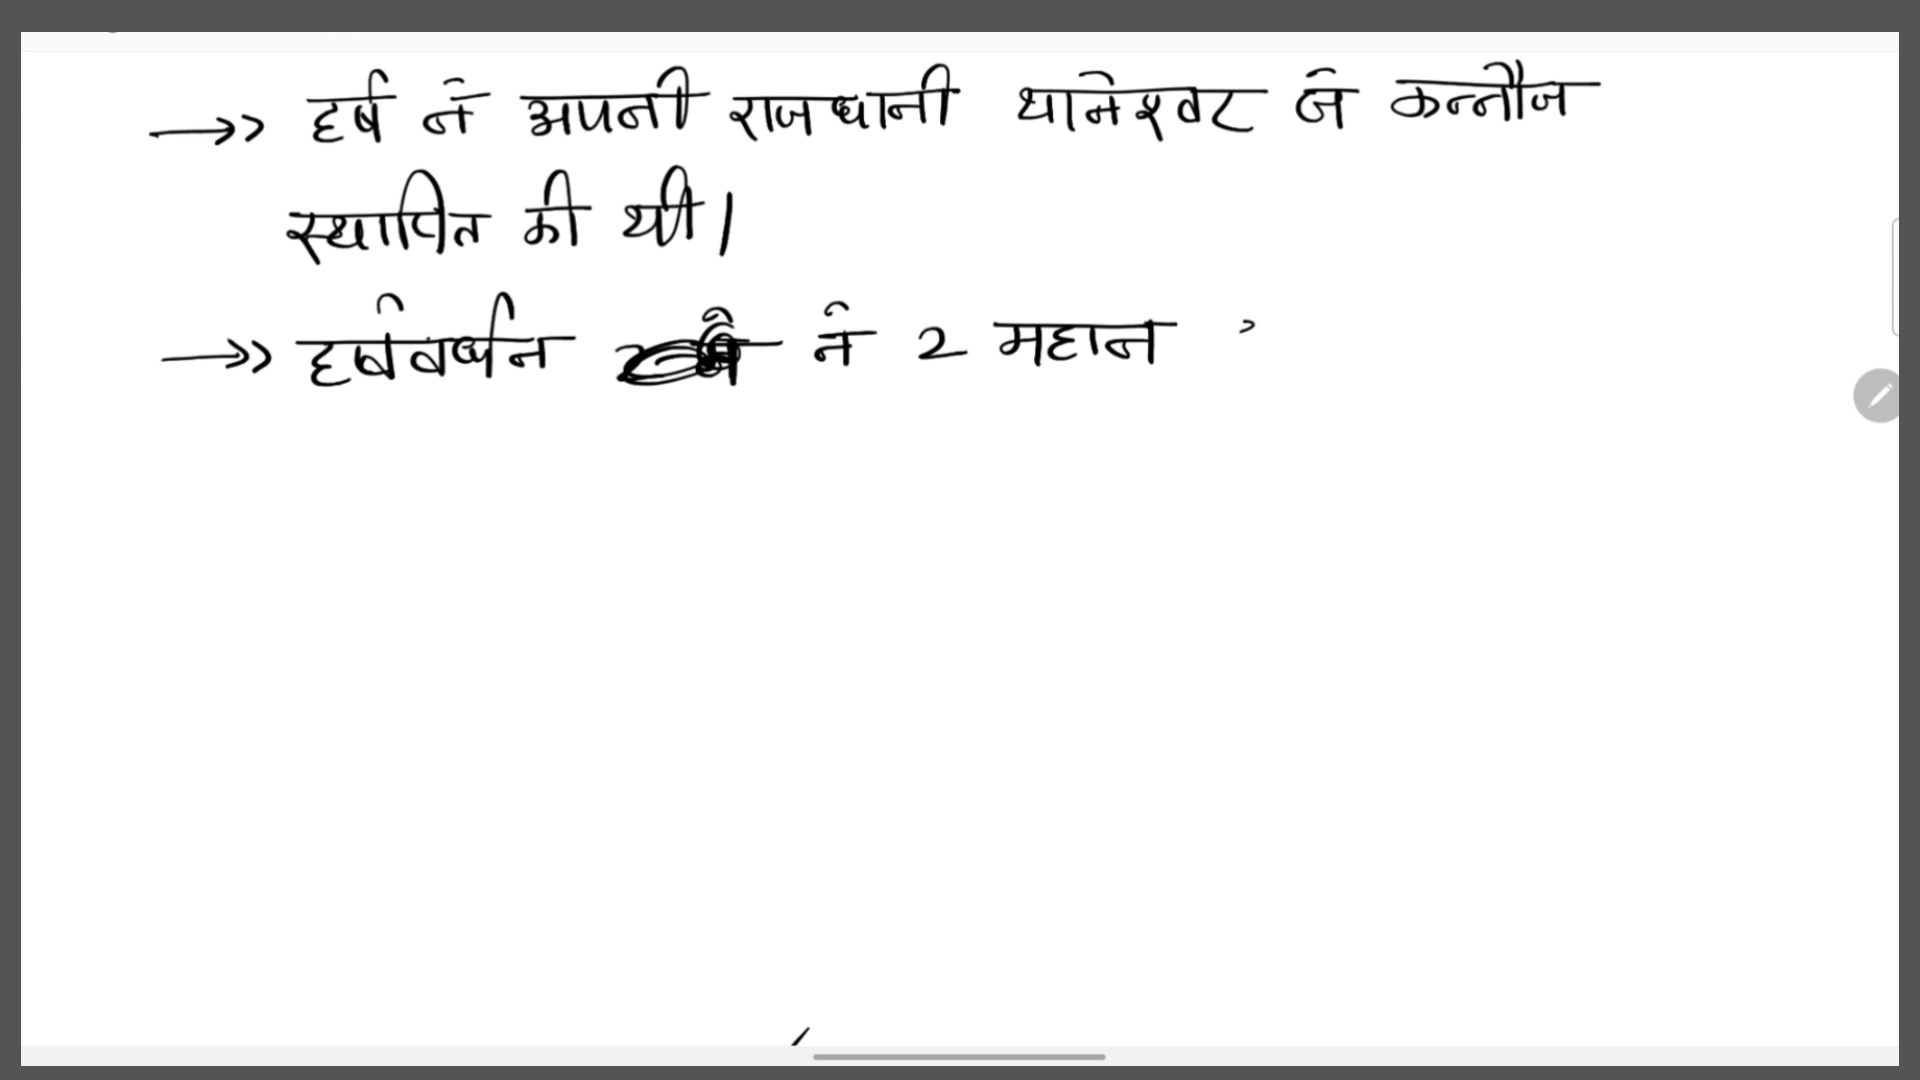 →» हर्ष ने अपनी राजधानी थानेश्वर से कन्नौज
स्थापित की थी।
→» हर्षवर्धन ने 2 महान